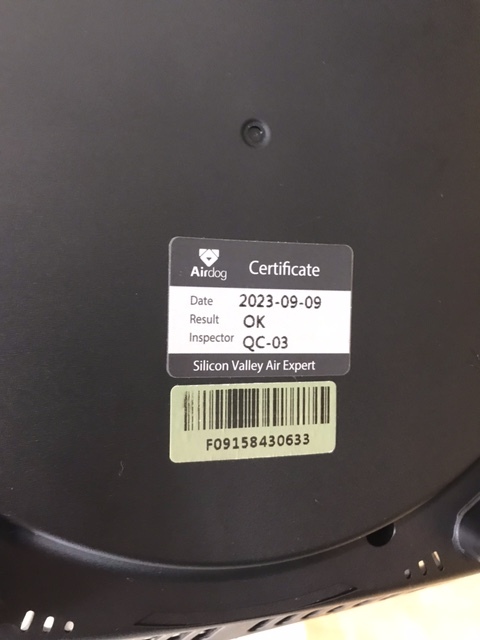 Airdog Certificate
Date 2023-09-09
Result OK
Inspector QC-03
Silicon Valley Air Expert
F09158430633